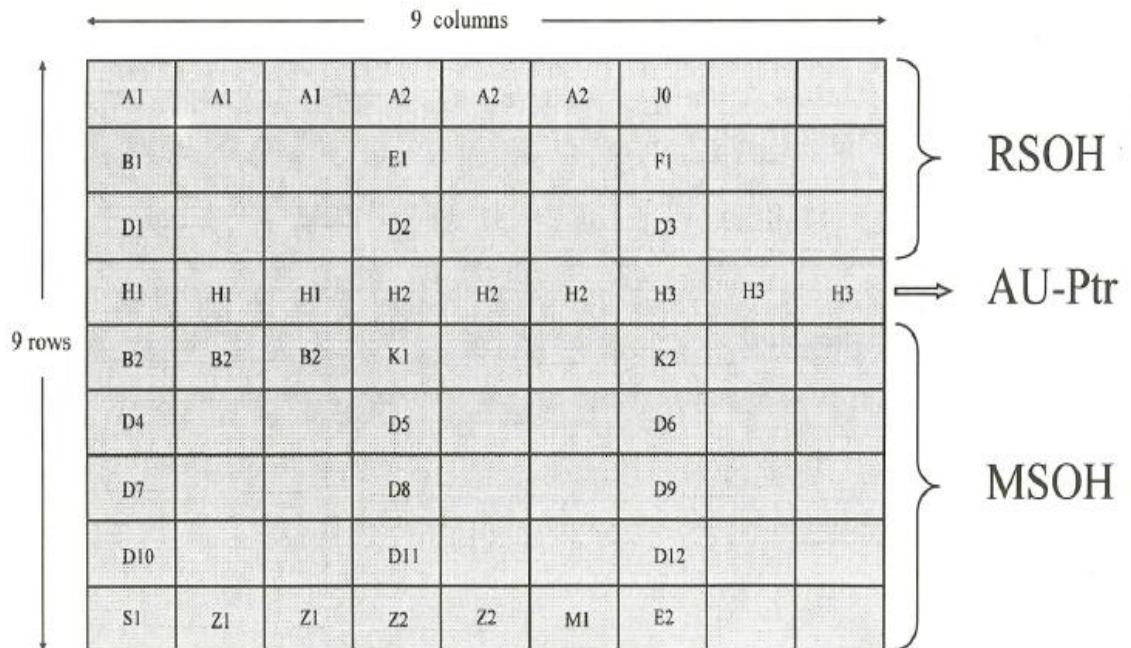 9 columns
A1 A1 A1 A2 A2 A2 J0
B1 E1 F1
RSOH
D1 D2 D3
H1 H1 H1 H2 H2 H2 H3 H3 H3
AU-Ptr
9 rows
B2 B2 B2 K1 K2
D4 D5 D6
D7 D8 D9
MSOH
D10 D11 D12
S1 Z1 Z1 Z2 Z2 M1 E2